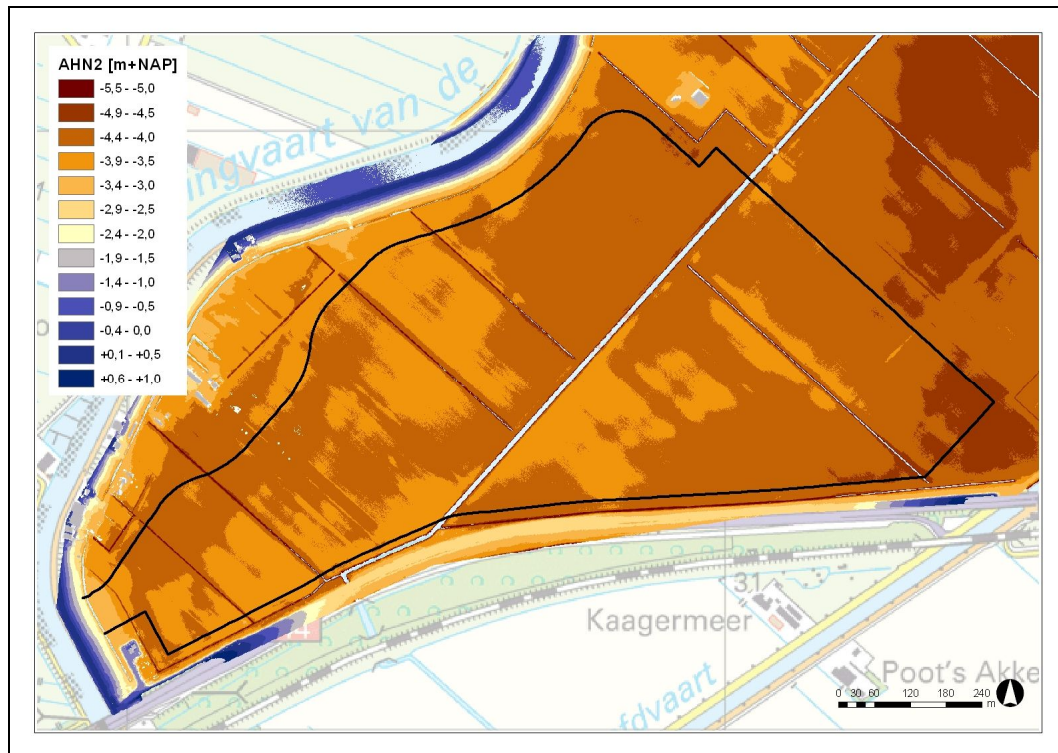 AHN2 [m+NAP]
-5,5 - -5,0
-4,9 - -4,5
-4,4 - -4,0
-3,9 - -3,5
-3,4 - -3,0
-2,9 - -2,5
-2,4 - -2,0
-1,9 - -1,5
-1,4 - -1,0
-0,9 - -0,5
-0,4 - 0,0
+0,1 - +0,5
+0,6 - +1,0
ingvaart van de
31
Kaagermeer
Poot's Akke
fdvaart
0 30 60 120 180 240
m